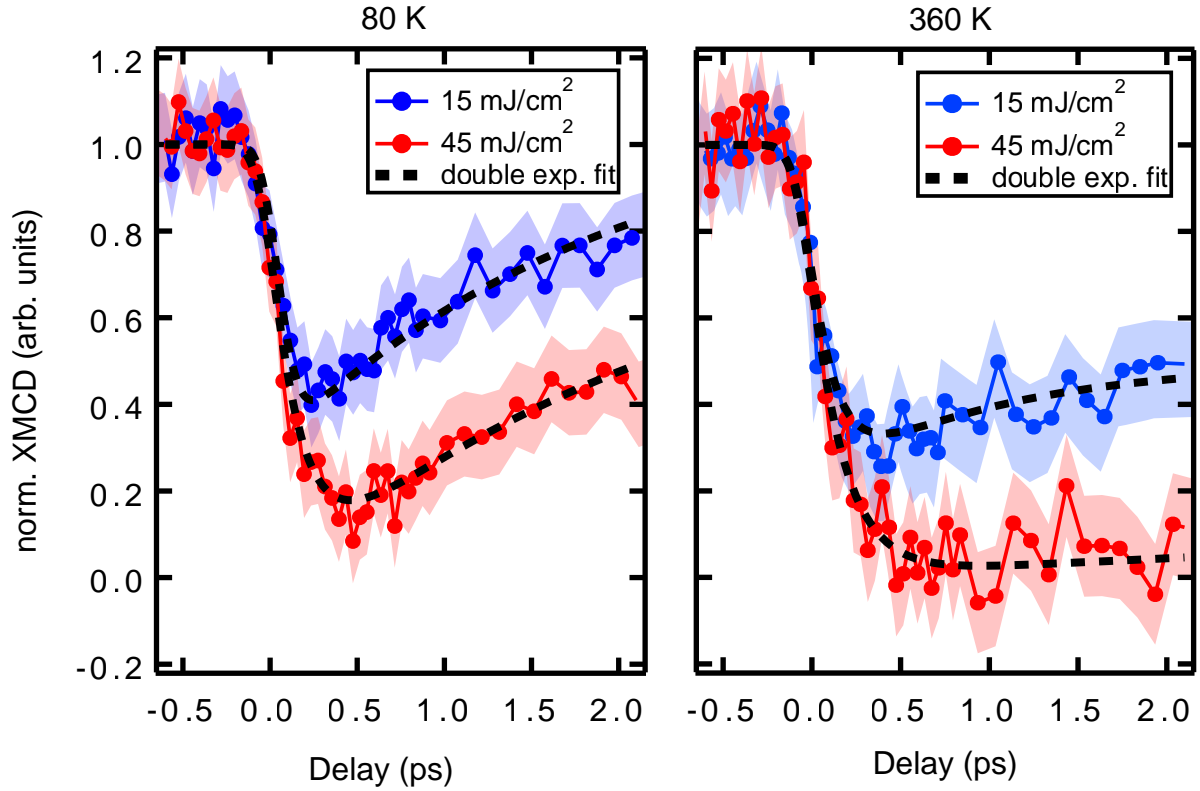 80 K
360 K
norm. XMCD (arb. units)
1.2
1.0
0.8
0.6
0.4
0.2
0.0
-0.2
15 mJ/cm²
45 mJ/cm²
double exp. fit
15 mJ/cm²
45 mJ/cm²
double exp. fit
-0.5 0.0 0.5 1.0 1.5 2.0
-0.5 0.0 0.5 1.0 1.5 2.0
Delay (ps)
Delay (ps)